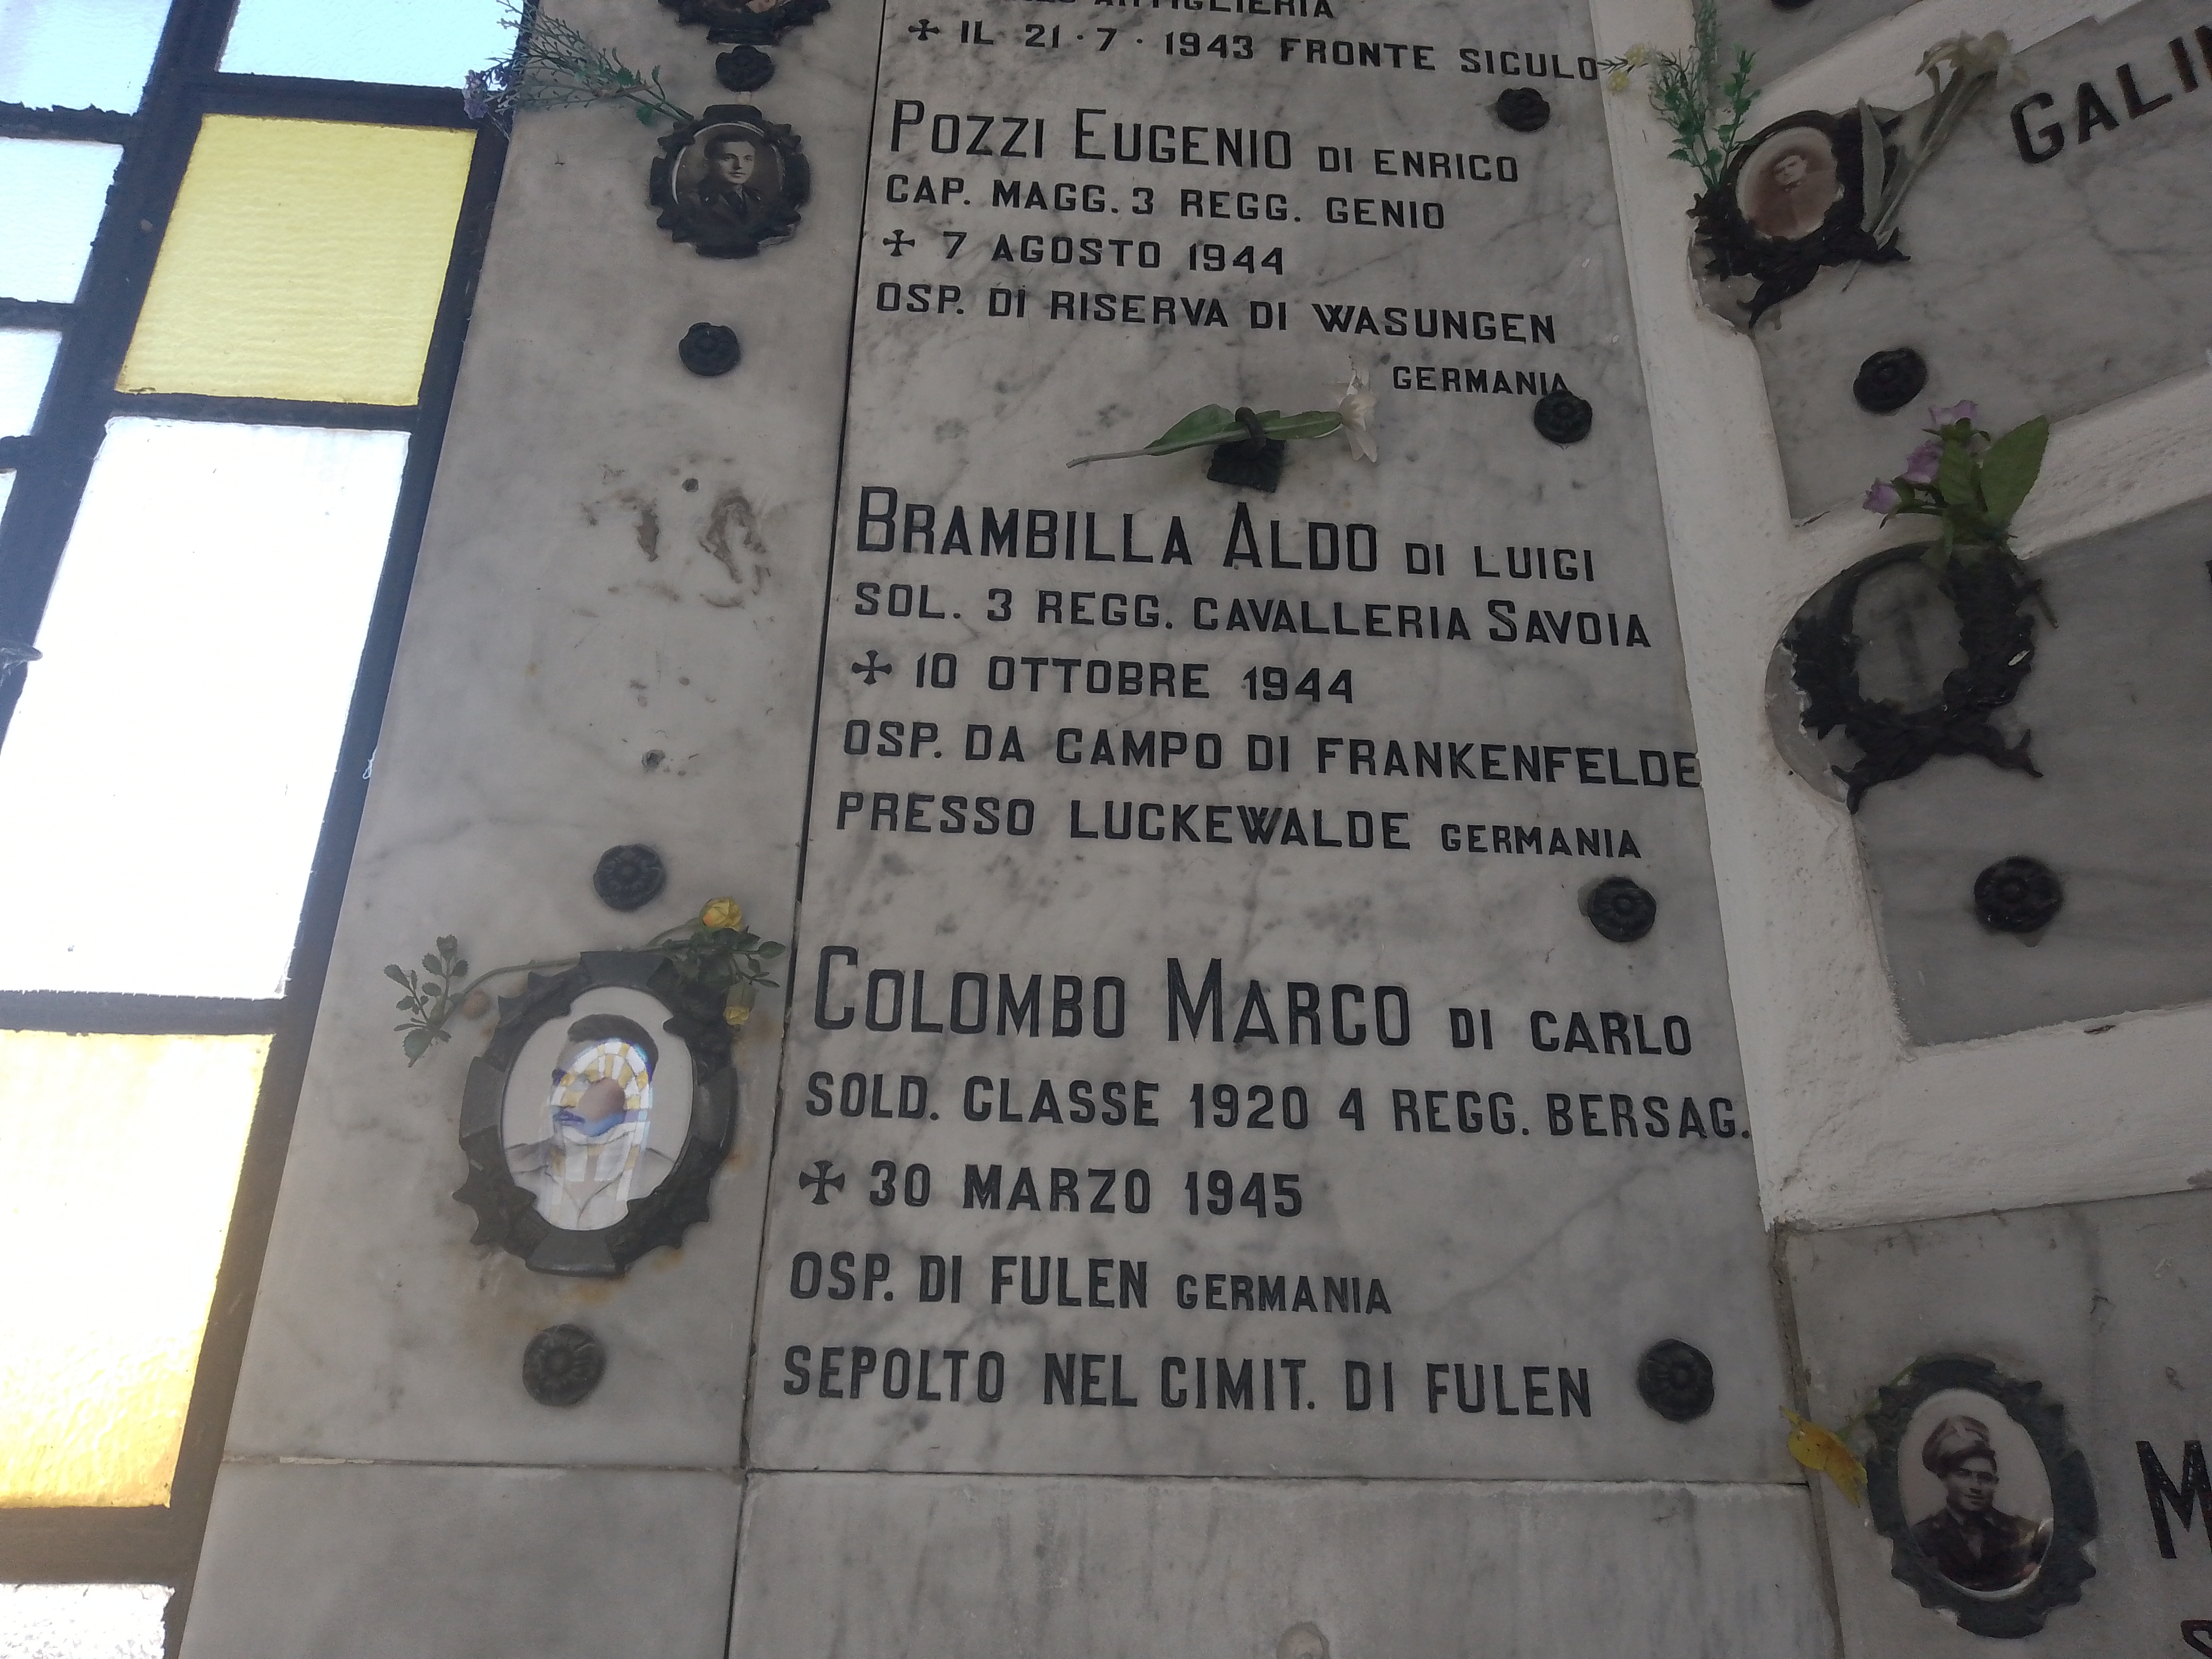 ARTIGLIERIA
✠ IL 21·7·1943 FRONTE SICULO
POZZI EUGENIO DI ENRICO
CAP. MAGG. 3 REGG. GENIO
✠ 7 AGOSTO 1944
OSP. DI RISERVA DI WASUNGEN
GERMANIA
BRAMBILLA ALDO DI LUIGI
SOL. 3 REGG. CAVALLERIA SAVOIA
✠ 10 OTTOBRE 1944
OSP. DA CAMPO DI FRANKENFELDE
PRESSO LUCKEWALDE GERMANIA
COLOMBO MARCO DI CARLO
SOLD. CLASSE 1920 4 REGG. BERSAG.
✠ 30 MARZO 1945
OSP. DI FULEN GERMANIA
SEPOLTO NEL CIMIT. DI FULEN